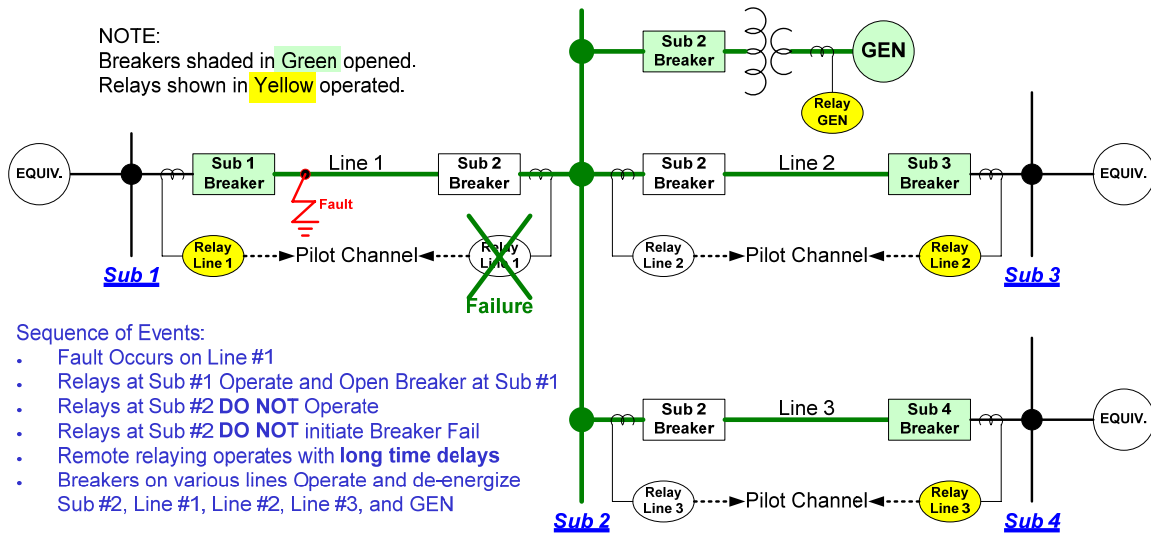 NOTE:
Breakers shaded in Green opened.
Relays shown in Yellow operated.
Sub 2
Breaker
GEN
Relay
GEN
EQUIV.
Sub 1
Breaker
Line 1
Fault
Sub 2
Breaker
Sub 2
Breaker
Line 2
Sub 3
Breaker
EQUIV.
Relay
Line 1
Pilot Channel
Relay
Line 1
Failure
Relay
Line 2
Pilot Channel
Relay
Line 2
Sub 1
Sub 3
Sequence of Events:
• Fault Occurs on Line #1
• Relays at Sub #1 Operate and Open Breaker at Sub #1
• Relays at Sub #2 DO NOT Operate
• Relays at Sub #2 DO NOT initiate Breaker Fail
• Remote relaying operates with long time delays
• Breakers on various lines Operate and de-energize
Sub #2, Line #1, Line #2, Line #3, and GEN
Sub 2
Breaker
Line 3
Sub 4
Breaker
EQUIV.
Relay
Line 3
Pilot Channel
Relay
Line 3
Sub 2
Sub 4